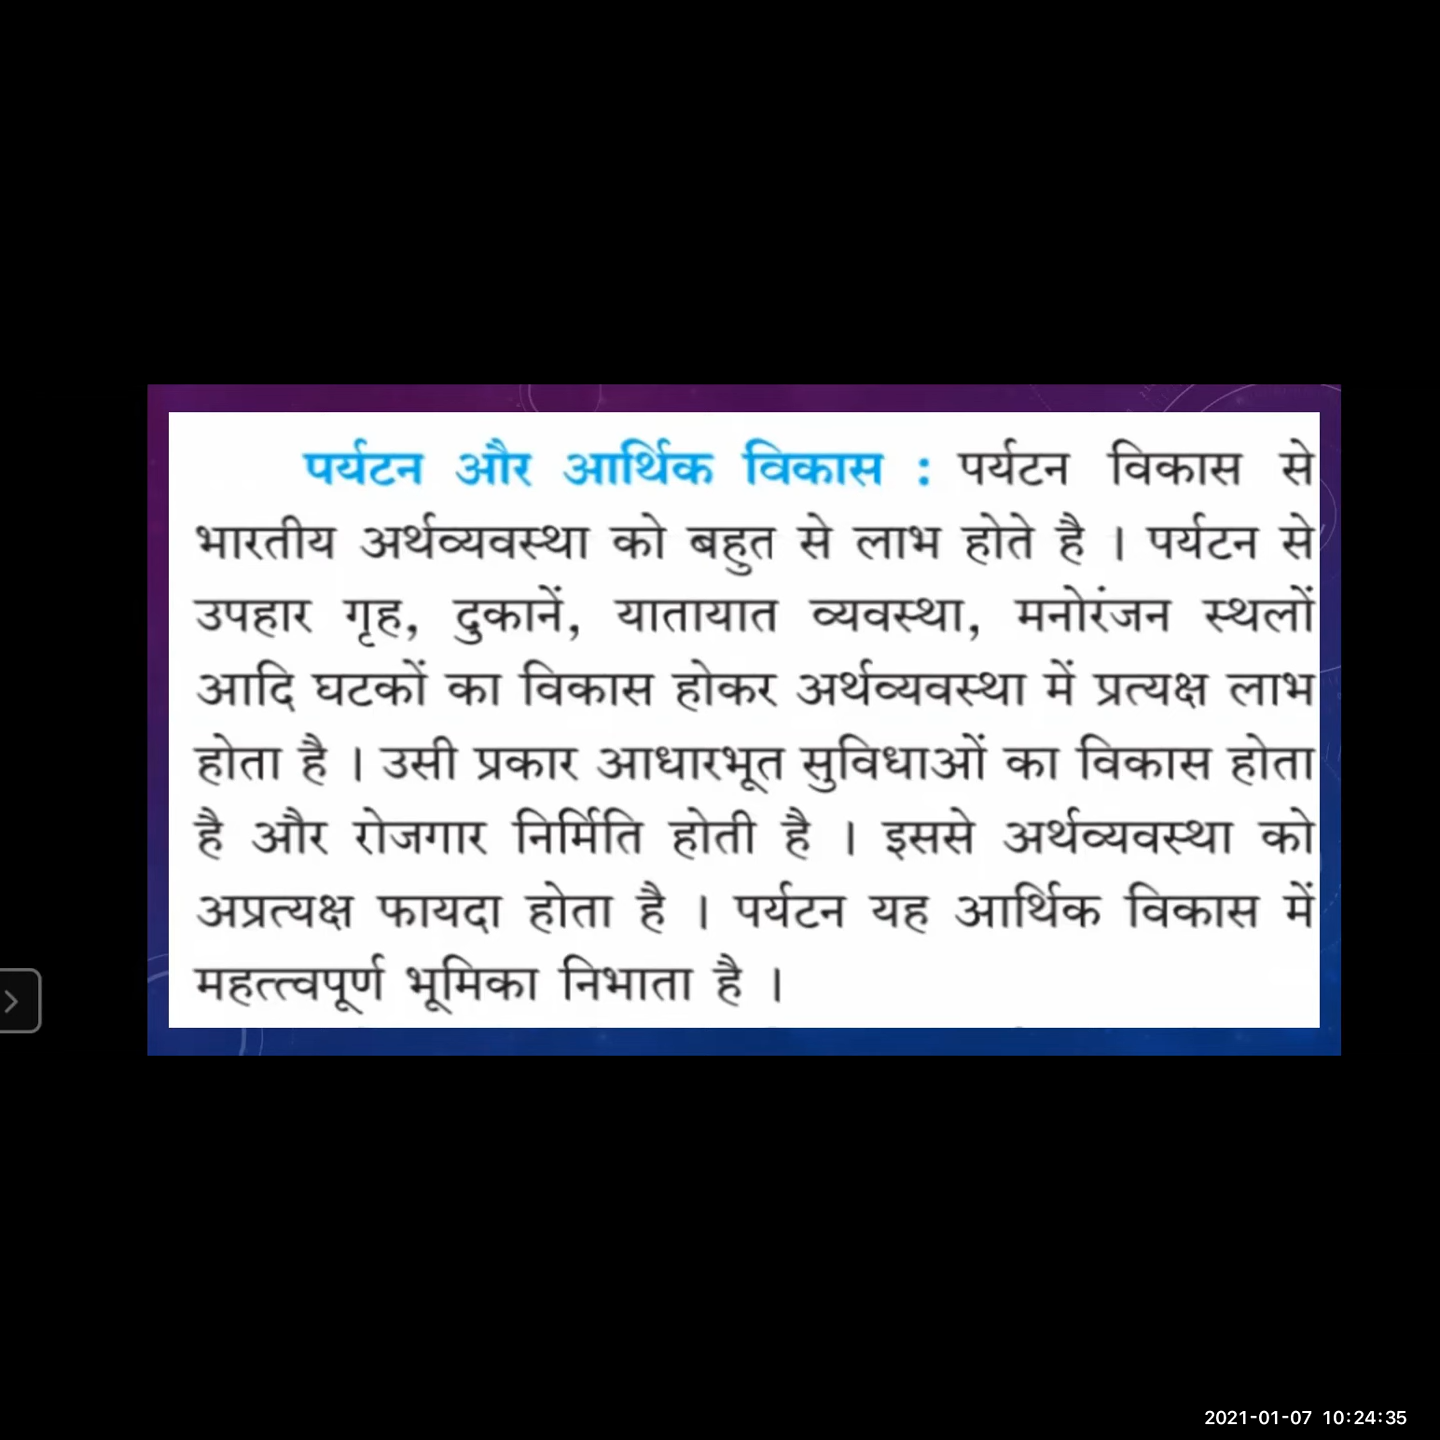 पर्यटन और आर्थिक विकास : पर्यटन विकास से
भारतीय अर्थव्यवस्था को बहुत से लाभ होते है । पर्यटन से
उपहार गृह, दुकानें, यातायात व्यवस्था, मनोरंजन स्थलों
आदि घटकों का विकास होकर अर्थव्यवस्था में प्रत्यक्ष लाभ
होता है । उसी प्रकार आधारभूत सुविधाओं का विकास होता
है और रोजगार निर्मिति होती है । इससे अर्थव्यवस्था को
अप्रत्यक्ष फायदा होता है । पर्यटन यह आर्थिक विकास में
महत्त्वपूर्ण भूमिका निभाता है ।
2021-01-07 10:24:35